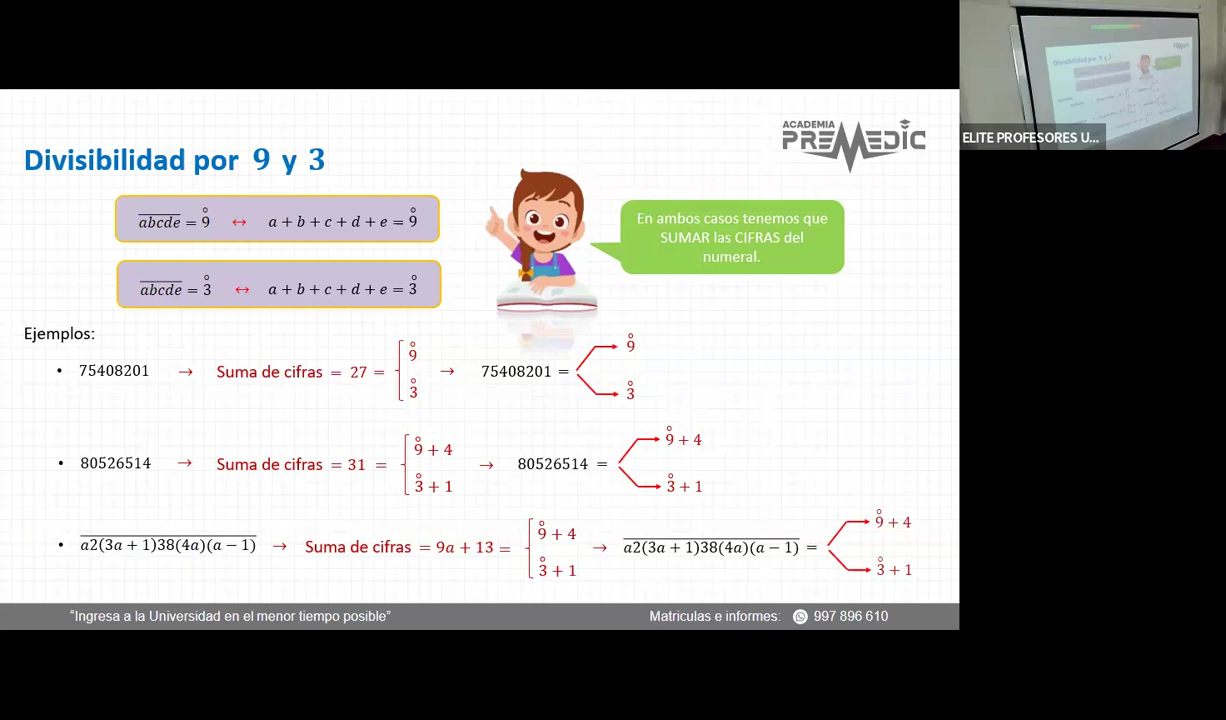 ACADEMIA
PREMEDIC
Divisibilidad por 9 y 3
ELITE PROFESORES U...
abcde = 9° ↔ a + b + c + d + e = 9°
abcde = 3° ↔ a + b + c + d + e = 3°
En ambos casos tenemos que
SUMAR las CIFRAS del
numeral.
Ejemplos:
• 75408201 → Suma de cifras = 27 = { 9° 3° → 75408201 = 9° 3°
• 80526514 → Suma de cifras = 31 = { 9° + 4 3° + 1 → 80526514 = 9° + 4 3° + 1
• a2(3a + 1)38(4a)(a − 1) → Suma de cifras = 9a + 13 = { 9° + 4 3° + 1 → a2(3a + 1)38(4a)(a − 1) = 9° + 4 3° + 1
“Ingresa a la Universidad en el menor tiempo posible”
Matriculas e informes: 997 896 610